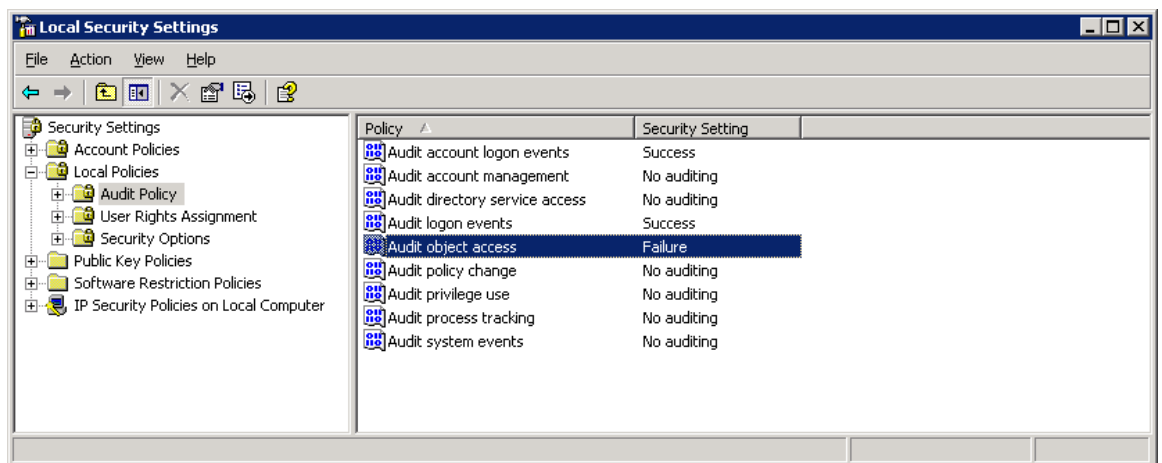 Local Security Settings
File Action View Help
Security Settings
Account Policies
Local Policies
Audit Policy
User Rights Assignment
Security Options
Public Key Policies
Software Restriction Policies
IP Security Policies on Local Computer
Policy Security Setting
Audit account logon events Success
Audit account management No auditing
Audit directory service access No auditing
Audit logon events Success
Audit object access Failure
Audit policy change No auditing
Audit privilege use No auditing
Audit process tracking No auditing
Audit system events No auditing